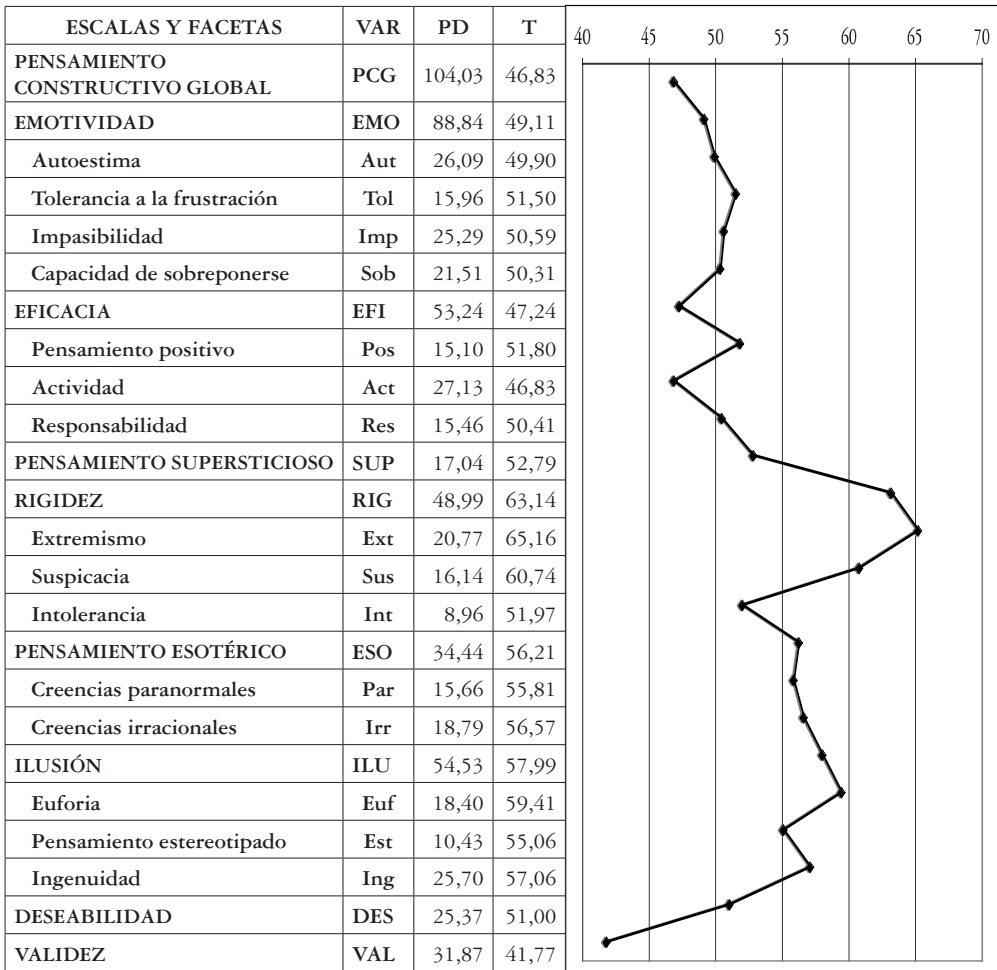 ESCALAS Y FACETAS VAR PD T 40 45 50 55 60 65 70
PENSAMIENTO
CONSTRUCTIVO GLOBAL PCG 104,03 46,83
EMOTIVIDAD EMO 88,84 49,11
Autoestima Aut 26,09 49,90
Tolerancia a la frustración Tol 15,96 51,50
Impasibilidad Imp 25,29 50,59
Capacidad de sobreponerse Sob 21,51 50,31
EFICACIA EFI 53,24 47,24
Pensamiento positivo Pos 15,10 51,80
Actividad Act 27,13 46,83
Responsabilidad Res 15,46 50,41
PENSAMIENTO SUPERSTICIOSO SUP 17,04 52,79
RIGIDEZ RIG 48,99 63,14
Extremismo Ext 20,77 65,16
Suspicacia Sus 16,14 60,74
Intolerancia Int 8,96 51,97
PENSAMIENTO ESOTÉRICO ESO 34,44 56,21
Creencias paranormales Par 15,66 55,81
Creencias irracionales Irr 18,79 56,57
ILUSIÓN ILU 54,53 57,99
Euforia Euf 18,40 59,41
Pensamiento estereotipado Est 10,43 55,06
Ingenuidad Ing 25,70 57,06
DESEABILIDAD DES 25,37 51,00
VALIDEZ VAL 31,87 41,77